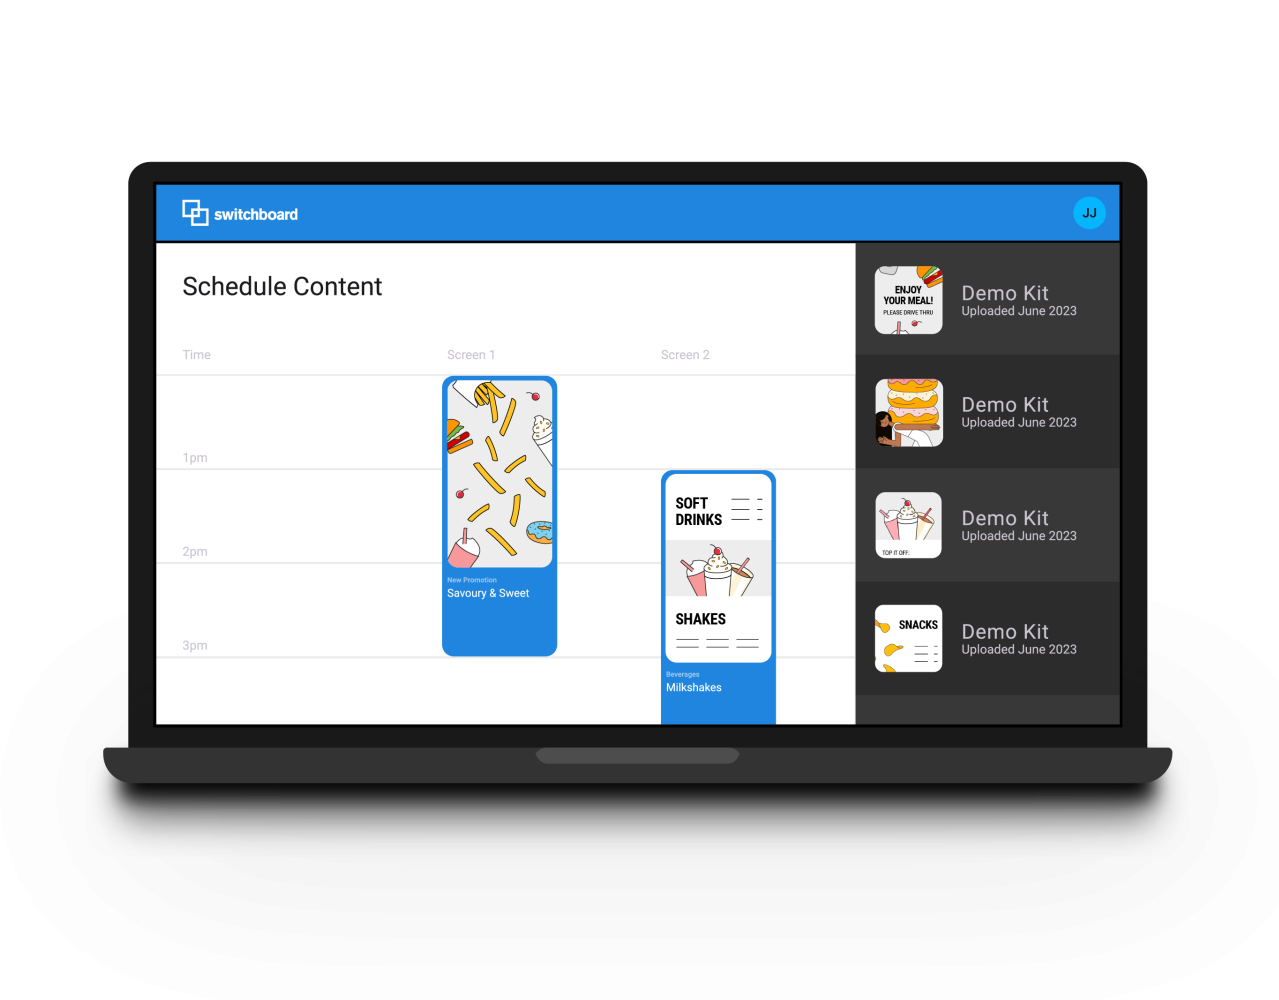 switchboard
JJ
Schedule Content
Time
Screen 1
Screen 2
1pm
2pm
3pm
New Promotion
Savoury & Sweet
SOFT
DRINKS
SHAKES
Beverages
Milkshakes
ENJOY
YOUR MEAL!
PLEASE DRIVE THRU
Demo Kit
Uploaded June 2023
Demo Kit
Uploaded June 2023
TOP IT OFF.
Demo Kit
Uploaded June 2023
SNACKS
Demo Kit
Uploaded June 2023